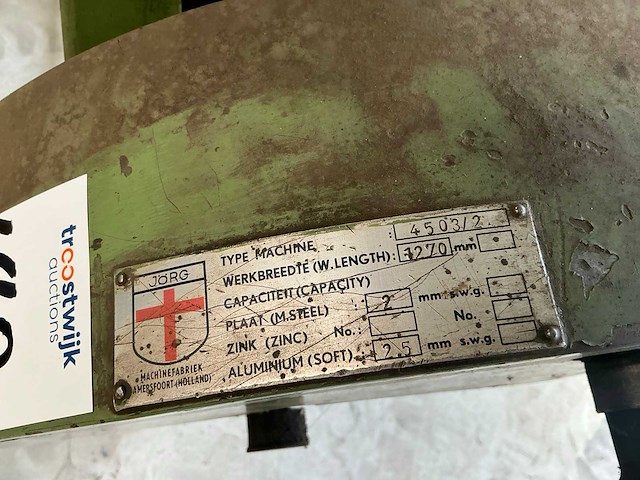 troostwijk
auctions
JÖRG
MACHINEFABRIEK
AMERSFOORT (HOLLAND)
TYPE MACHINE : 4503/2
WERKBREEDTE (W. LENGTH): 1270 mm
CAPACITEIT (CAPACITY)
PLAAT (M. STEEL) : 2 mm s.w.g.
ZINK (ZINC) No.: No.
ALUMINIUM (SOFT) : 2.5 mm s.w.g.